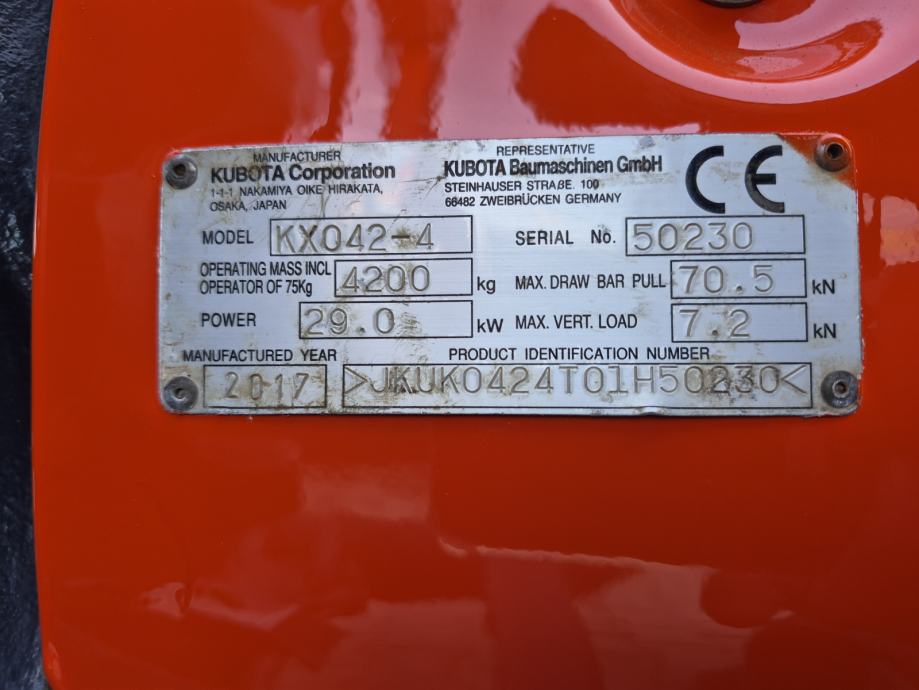 MANUFACTURER
KUBOTA Corporation
1-1-1 NAKAMIYA OIKE HIRAKATA,
OSAKA, JAPAN
REPRESENTATIVE
KUBOTA Baumaschinen GmbH
STEINHAUSER STRAßE. 100
66482 ZWEIBRÜCKEN GERMANY
CE
MODEL KX042-4 SERIAL No. 50230
OPERATING MASS INCL
OPERATOR OF 75Kg 4200 kg MAX. DRAW BAR PULL 70.5 kN
POWER 29.0 kW MAX. VERT. LOAD 7.2 kN
MANUFACTURED YEAR PRODUCT IDENTIFICATION NUMBER
2017 >JKUK0424T01H50230<